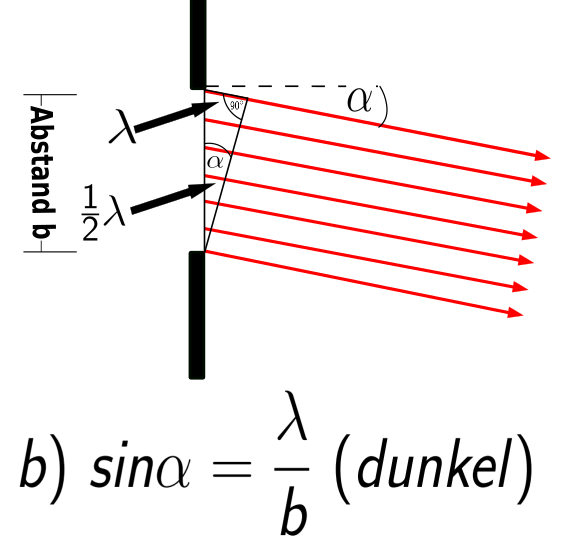 α
90°
λ
α
½λ
Abstand b
b) sinα = λ/b (dunkel)